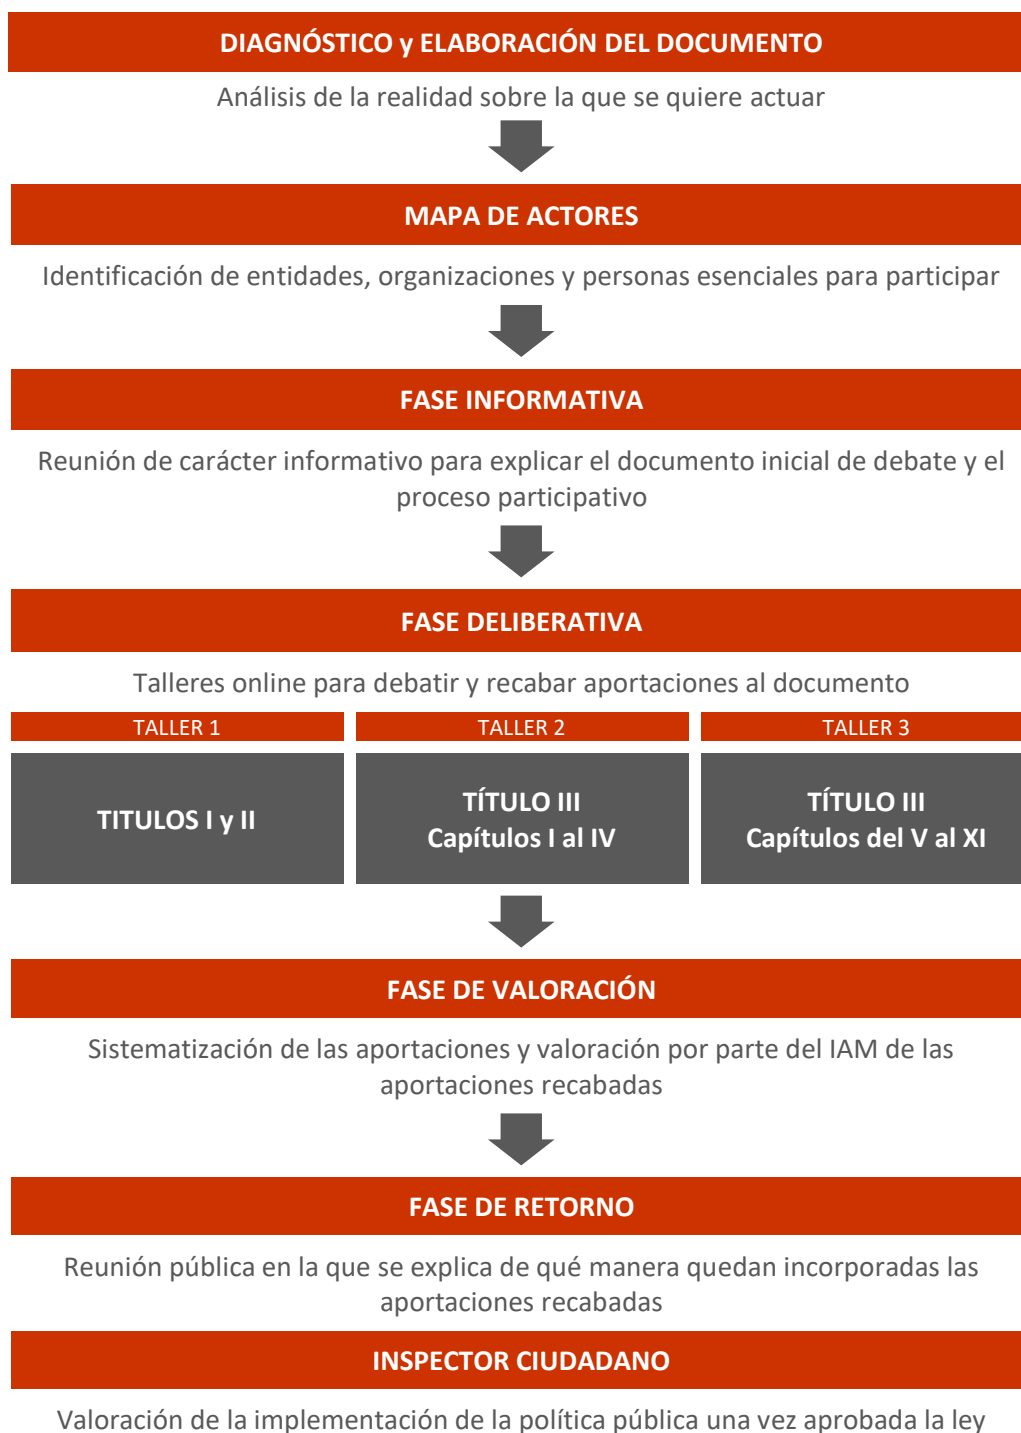 DIAGNÓSTICO y ELABORACIÓN DEL DOCUMENTO
Análisis de la realidad sobre la que se quiere actuar
MAPA DE ACTORES
Identificación de entidades, organizaciones y personas esenciales para participar
FASE INFORMATIVA
Reunión de carácter informativo para explicar el documento inicial de debate y el
proceso participativo
FASE DELIBERATIVA
Talleres online para debatir y recabar aportaciones al documento
TALLER 1
TITULOS I y II
TALLER 2
TÍTULO III
Capítulos I al IV
TALLER 3
TÍTULO III
Capítulos del V al XI
FASE DE VALORACIÓN
Sistematización de las aportaciones y valoración por parte del IAM de las
aportaciones recabadas
FASE DE RETORNO
Reunión pública en la que se explica de qué manera quedan incorporadas las
aportaciones recabadas
INSPECTOR CIUDADANO
Valoración de la implementación de la política pública una vez aprobada la ley